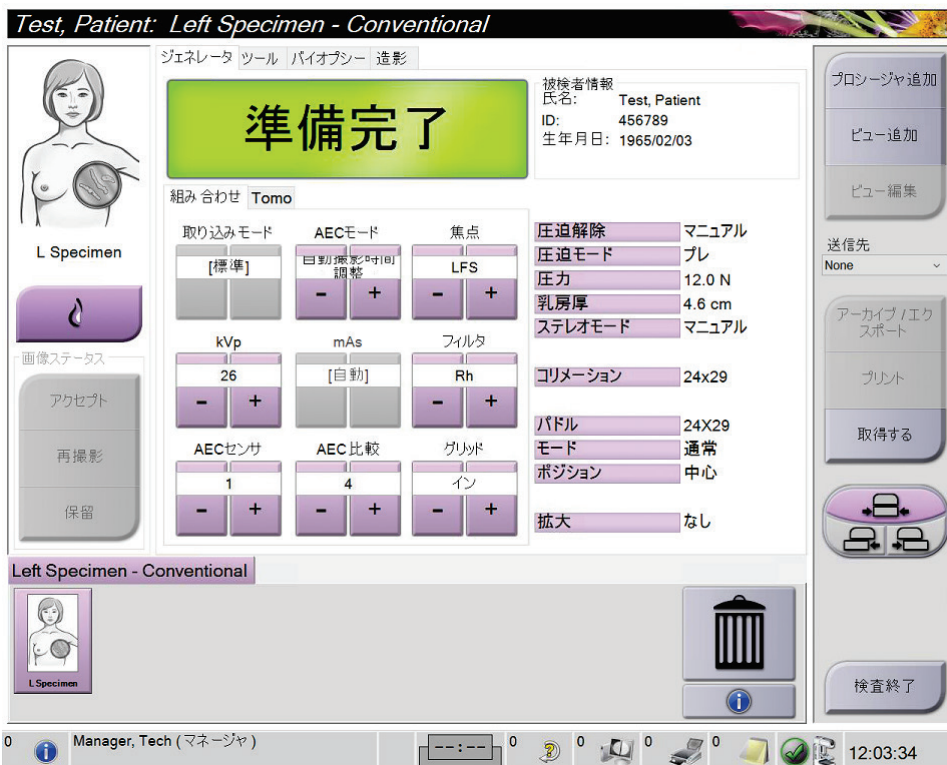 Test, Patient: Left Specimen - Conventional
ジェネレータ ツール バイオプシー 造影
準備完了
被検者情報
氏名: Test, Patient
ID: 456789
生年月日: 1965/02/03
L Specimen
画像ステータス
アクセプト
再撮影
保留
組み合わせ Tomo
取り込みモード AECモード 焦点
[標準] 自動撮影時間調整 LFS
- + - +
kVp mAs フィルタ
26 [自動] Rh
- + - +
AECセンサ AEC比較 グリッド
1 4 イン
- + - + - +
圧迫解除 マニュアル
圧迫モード プレ
圧力 12.0 N
乳房厚 4.6 cm
ステレオモード マニュアル
コリメーション 24x29
パドル 24X29
モード 通常
ポジション 中心
拡大 なし
プロシージャ追加
ビュー追加
ビュー編集
送信先
None
アーカイブ / エク
スポート
プリント
取得する
検査終了
Left Specimen - Conventional
L Specimen
0 Manager, Tech (マネージャ) --:-- 0 0 0 0 12:03:34